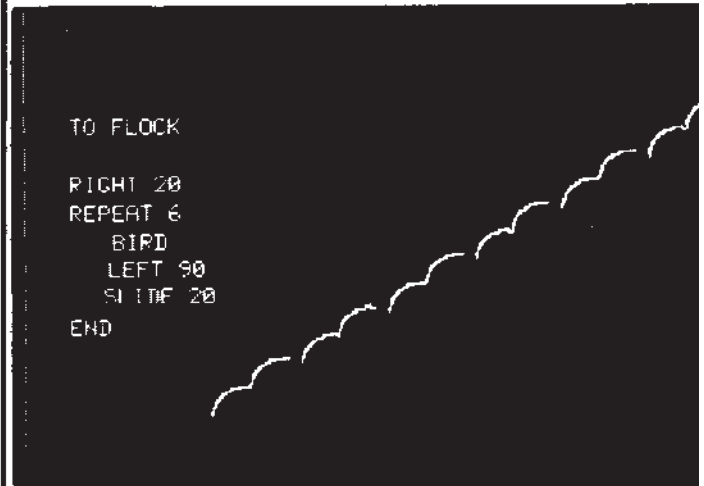 TO FLOCK
RIGHT 20
REPEAT 6
BIRD
LEFT 90
SLIDE 20
END